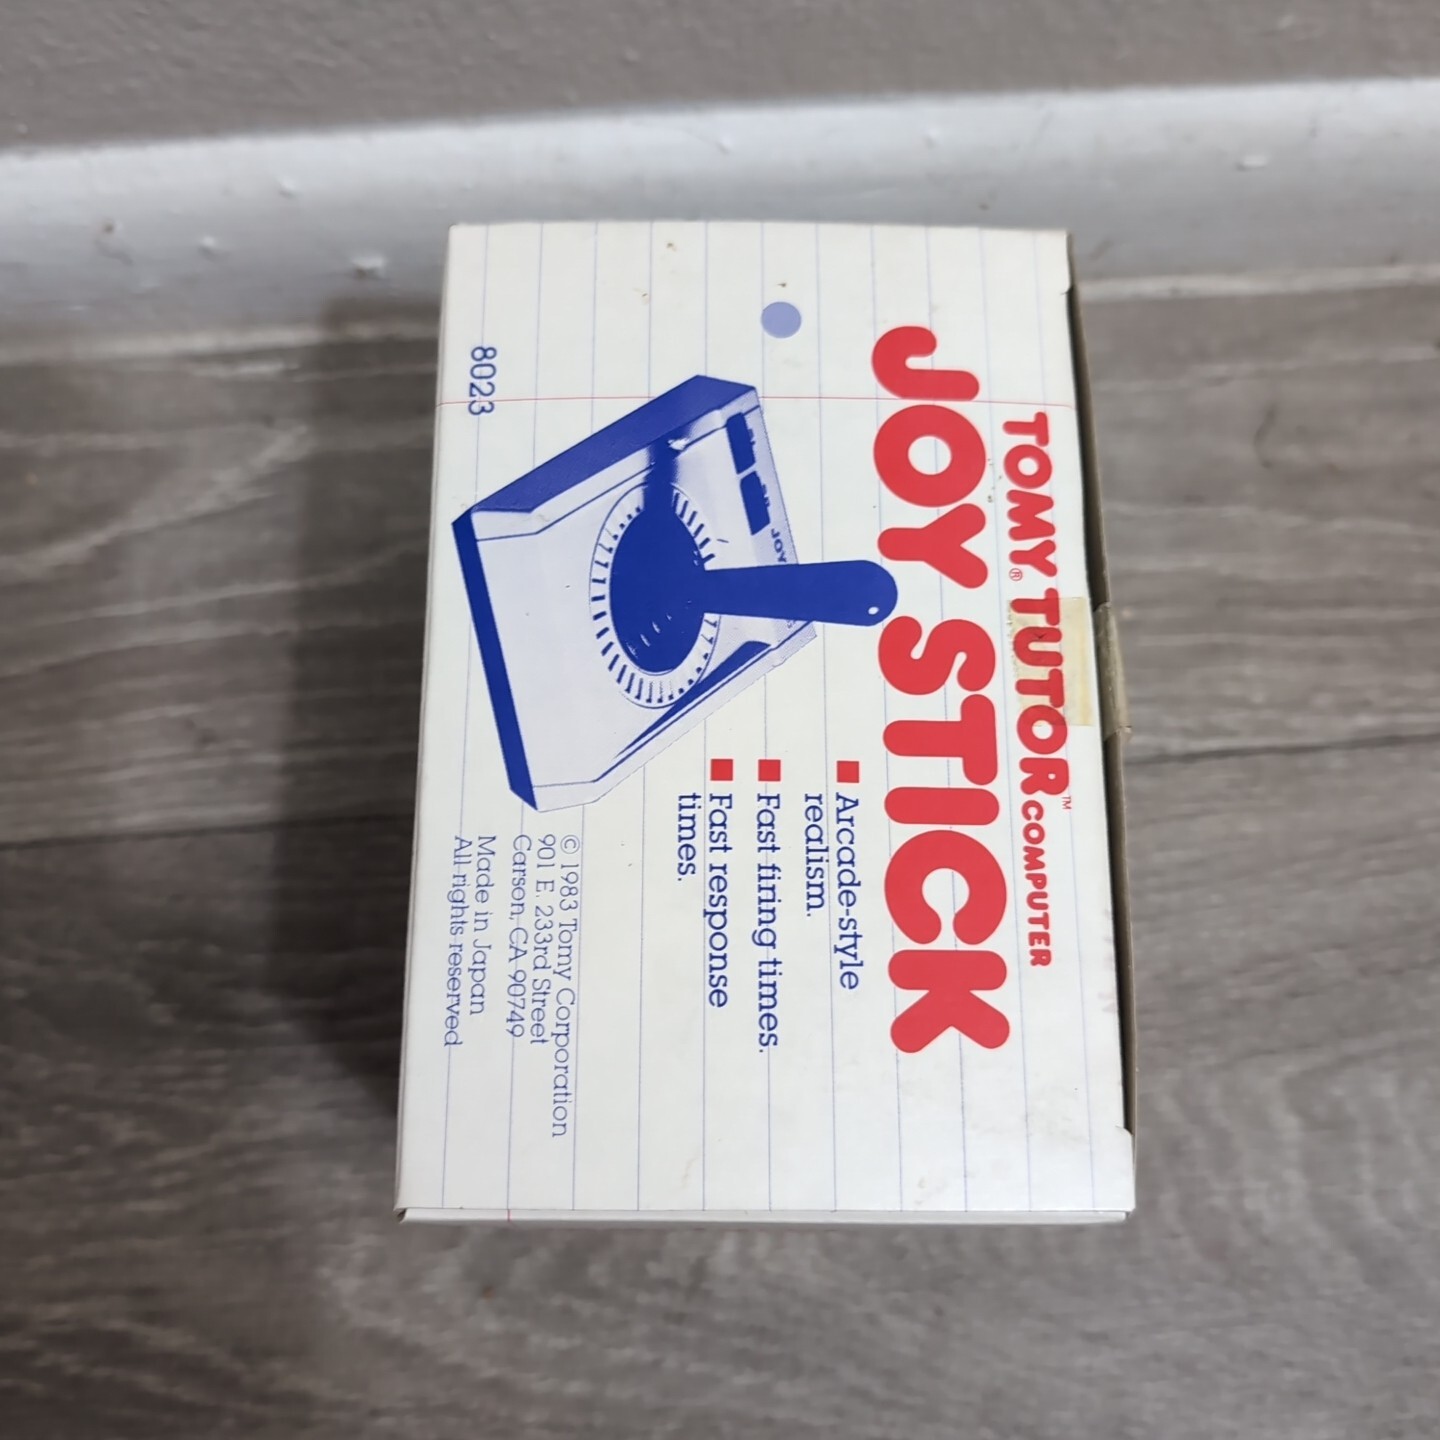 TOMY® TUTOR™ COMPUTER
JOY STICK
Arcade-style
realism.
Fast firing times.
Fast response
times.
JOY
8023
© 1983 Tomy Corporation
901 E. 233rd Street
Carson, CA 90749
Made in Japan
All rights reserved